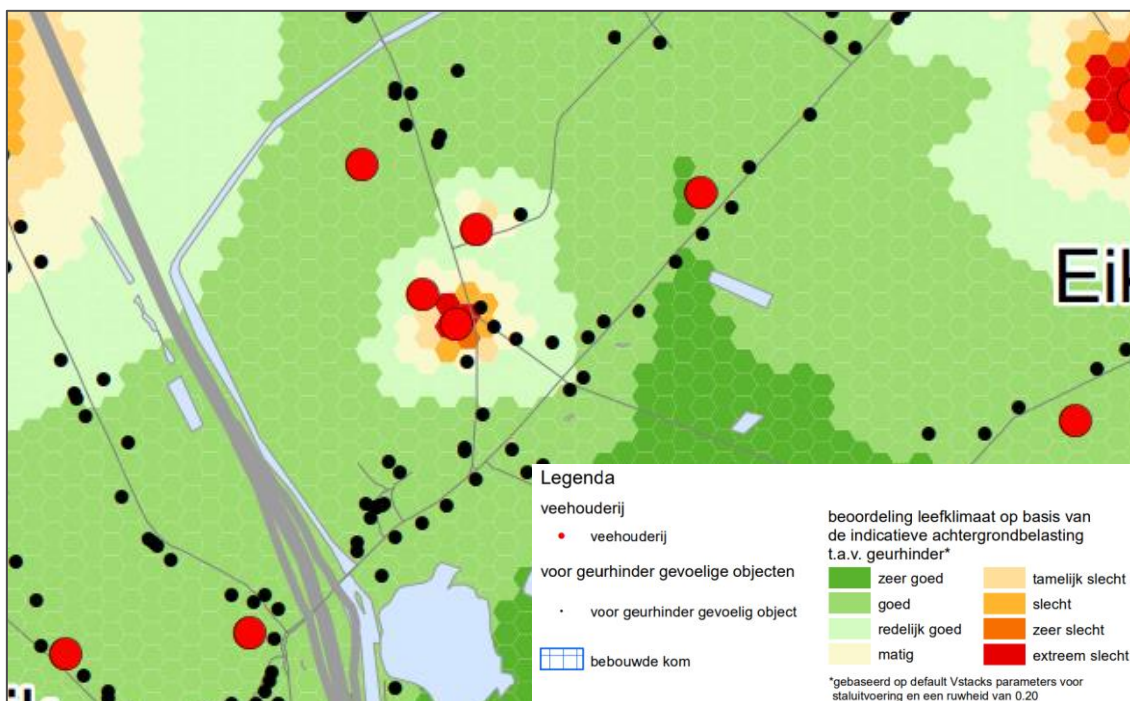 Eik
Legenda
veehouderij
veehouderij
voor geurhinder gevoelige objecten
voor geurhinder gevoelig object
bebouwde kom
beoordeling leefklimaat op basis van
de indicatieve achtergrondbelasting
t.a.v. geurhinder*
zeer goed
goed
redelijk goed
matig
tamelijk slecht
slecht
zeer slecht
extreem slecht
*gebaseerd op default Vstacks parameters voor
staluitvoering en een ruwheid van 0.20